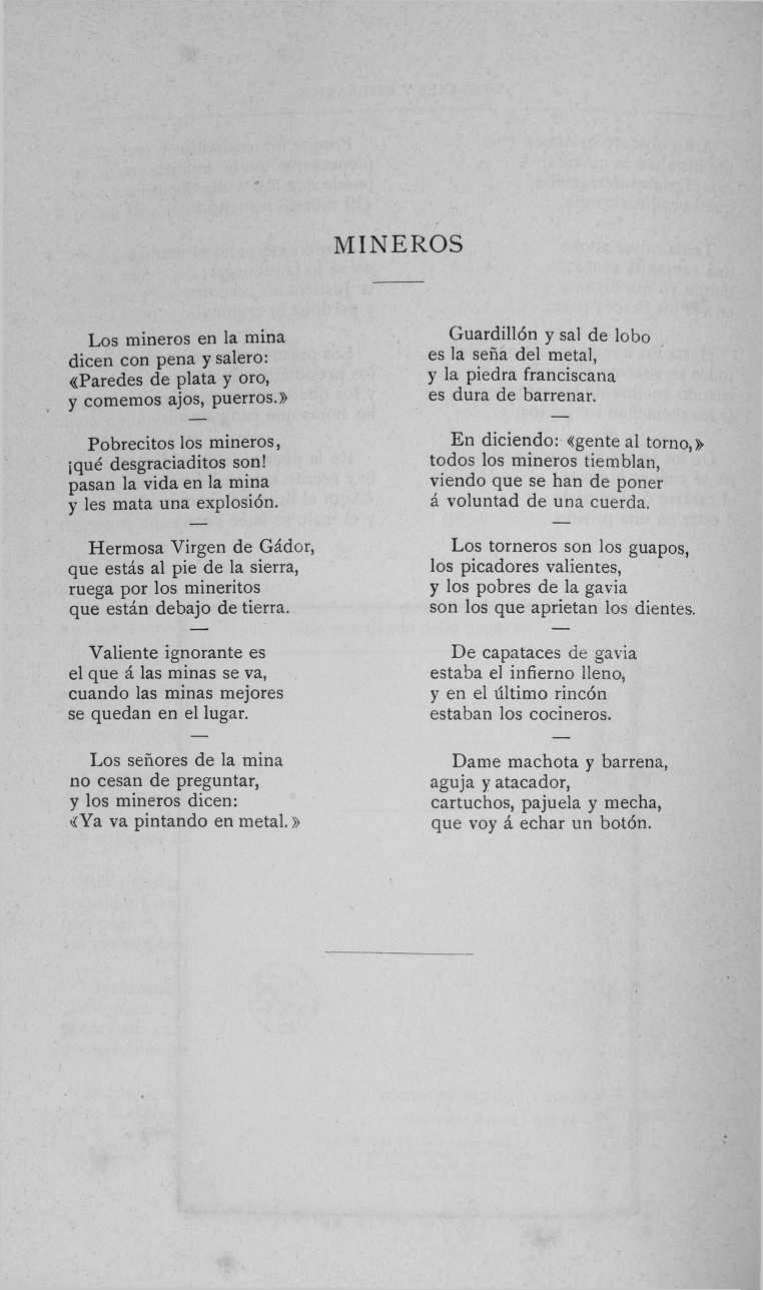 MINEROS
Los mineros en la mina
dicen con pena y salero:
«Paredes de plata y oro,
y comemos ajos, puerros.»
Pobrecitos los mineros,
¡qué desgraciaditos son!
pasan la vida en la mina
y les mata una explosión.
Hermosa Virgen de Gádor,
que estás al pie de la sierra,
ruega por los mineritos
que están debajo de tierra.
Valiente ignorante es
el que á las minas se va,
cuando las minas mejores
se quedan en el lugar.
Los señores de la mina
no cesan de preguntar,
y los mineros dicen:
«Ya va pintando en metal.»
Guardillón y sal de lobo
es la seña del metal,
y la piedra franciscana
es dura de barrenar.
En diciendo: «gente al torno,»
todos los mineros tiemblan,
viendo que se han de poner
á voluntad de una cuerda.
Los torneros son los guapos,
los picadores valientes,
y los pobres de la gavia
son los que aprietan los dientes.
De capataces de gavia
estaba el infierno lleno,
y en el último rincón
estaban los cocineros.
Dame machota y barrena,
aguja y atacador,
cartuchos, pajuela y mecha,
que voy á echar un botón.